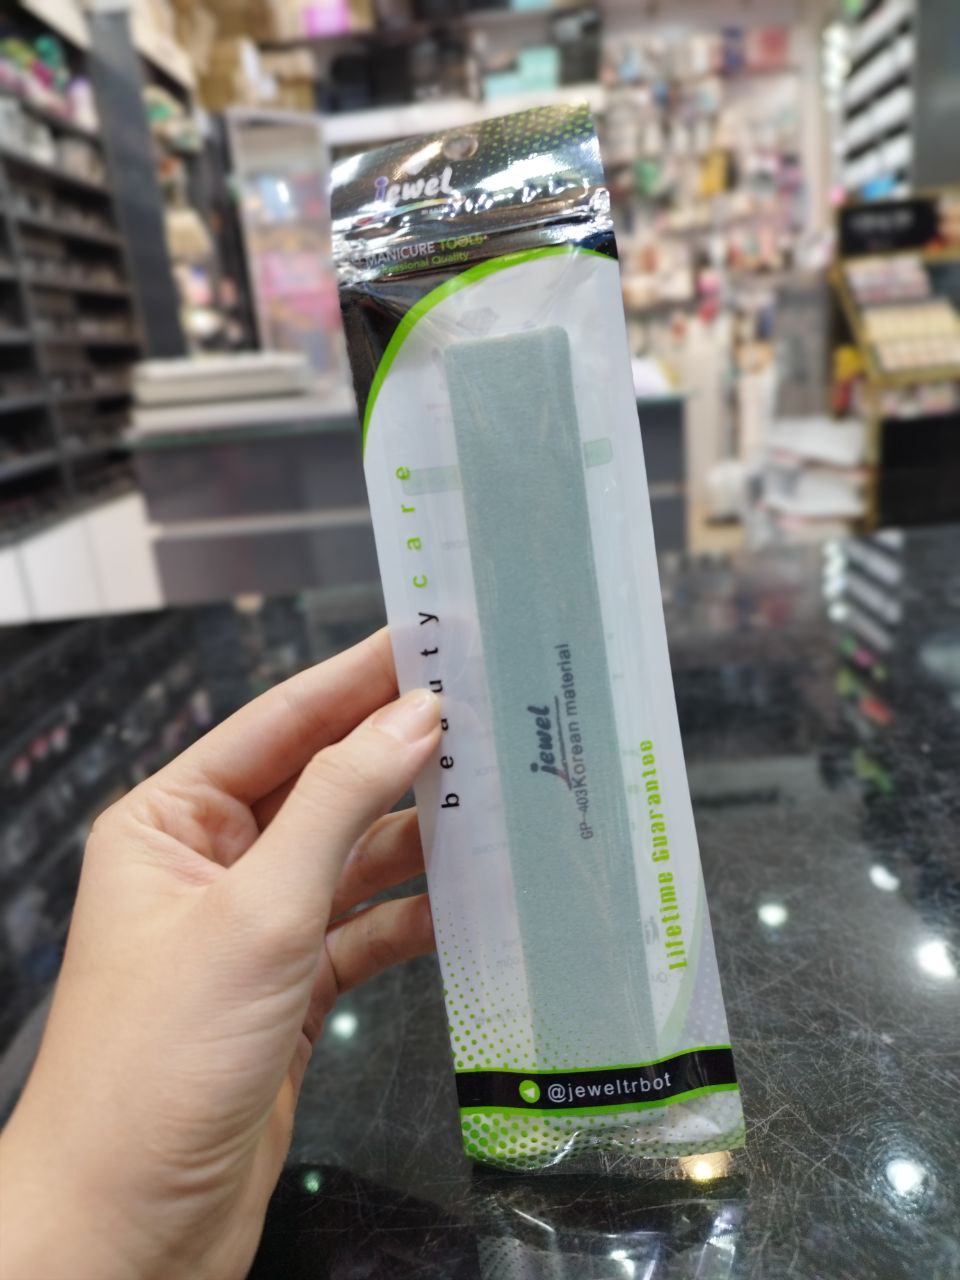 jewel
MANICURE TOOLS
Professional Quality
beauty care
jewel
GP-403 Korean material
Lifetime Guarantee
@jeweltrbot